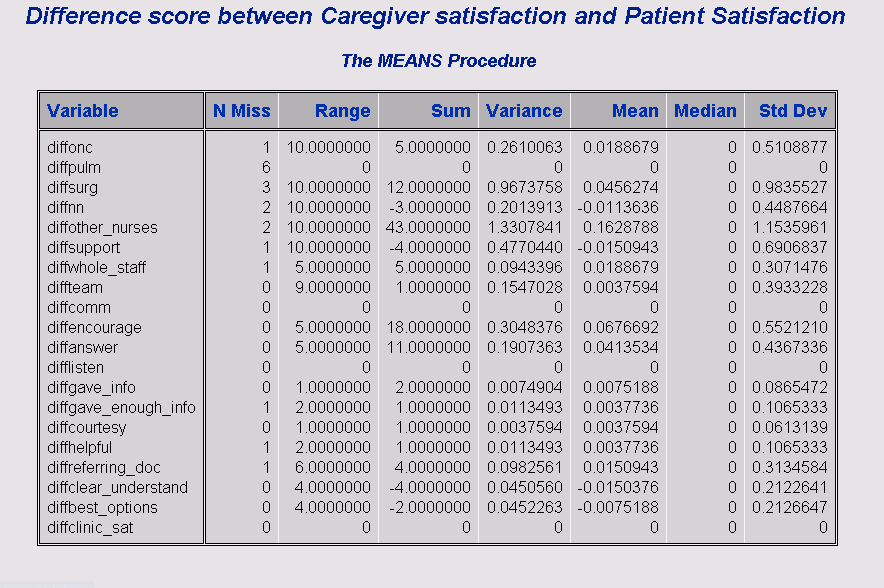 Difference score between Caregiver satisfaction and Patient Satisfaction
The MEANS Procedure
Variable N Miss Range Sum Variance Mean Median Std Dev
diffonc 1 10.0000000 5.0000000 0.2610063 0.0188679 0 0.5108877
diffpulm 6 0 0 0 0 0 0
diffsurg 3 10.0000000 12.0000000 0.9673758 0.0456274 0 0.9835527
diffnn 2 10.0000000 -3.0000000 0.2013913 -0.0113636 0 0.4487664
diffother_nurses 2 10.0000000 43.0000000 1.3307841 0.1628788 0 1.1535961
diffsupport 1 10.0000000 -4.0000000 0.4770440 -0.0150943 0 0.6906837
diffwhole_staff 1 5.0000000 5.0000000 0.0943396 0.0188679 0 0.3071476
diffteam 0 9.0000000 1.0000000 0.1547028 0.0037594 0 0.3933228
diffcomm 0 0 0 0 0 0 0
diffencourage 0 5.0000000 18.0000000 0.3048376 0.0676692 0 0.5521210
diffanswer 0 5.0000000 11.0000000 0.1907363 0.0413534 0 0.4367336
difflisten 0 0 0 0 0 0 0
diffgave_info 0 1.0000000 2.0000000 0.0074904 0.0075188 0 0.0865472
diffgave_enough_info 1 2.0000000 1.0000000 0.0113493 0.0037736 0 0.1065333
diffcourtesy 0 1.0000000 1.0000000 0.0037594 0.0037594 0 0.0613139
diffhelpful 1 2.0000000 1.0000000 0.0113493 0.0037736 0 0.1065333
diffreferring_doc 1 6.0000000 4.0000000 0.0982561 0.0150943 0 0.3134584
diffclear_understand 0 4.0000000 -4.0000000 0.0450560 -0.0150376 0 0.2122641
diffbest_options 0 4.0000000 -2.0000000 0.0452263 -0.0075188 0 0.2126647
diffclinic_sat 0 0 0 0 0 0 0